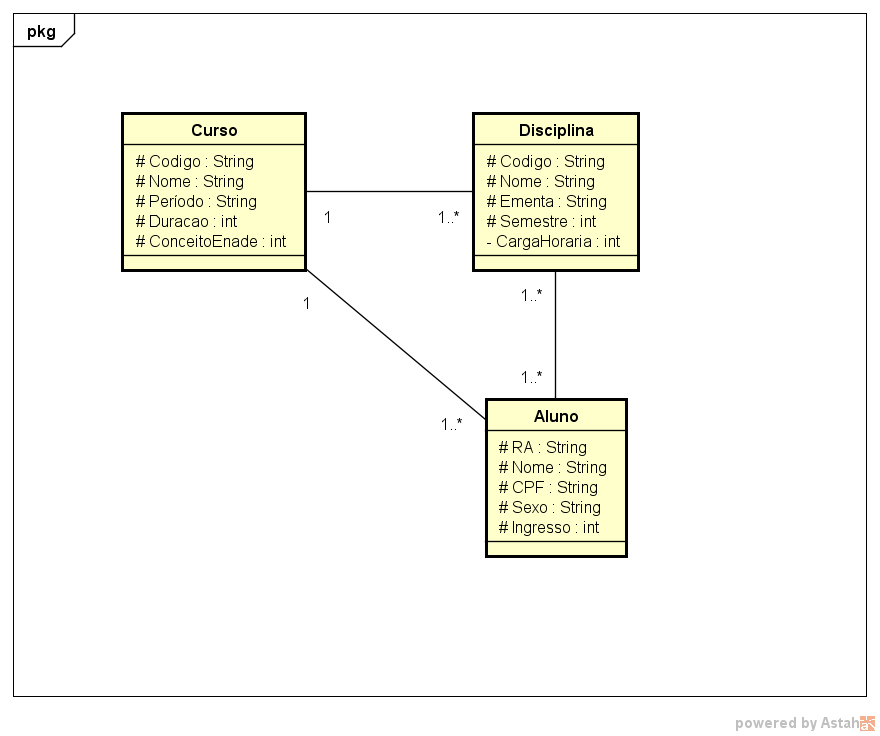 pkg
Curso
# Codigo : String
# Nome : String
# Período : String
# Duracao : int
# ConceitoEnade : int
Disciplina
# Codigo : String
# Nome : String
# Ementa : String
# Semestre : int
- CargaHoraria : int
1
1..*
1
1..*
1..*
1..*
Aluno
# RA : String
# Nome : String
# CPF : String
# Sexo : String
# Ingresso : int
powered by Astah